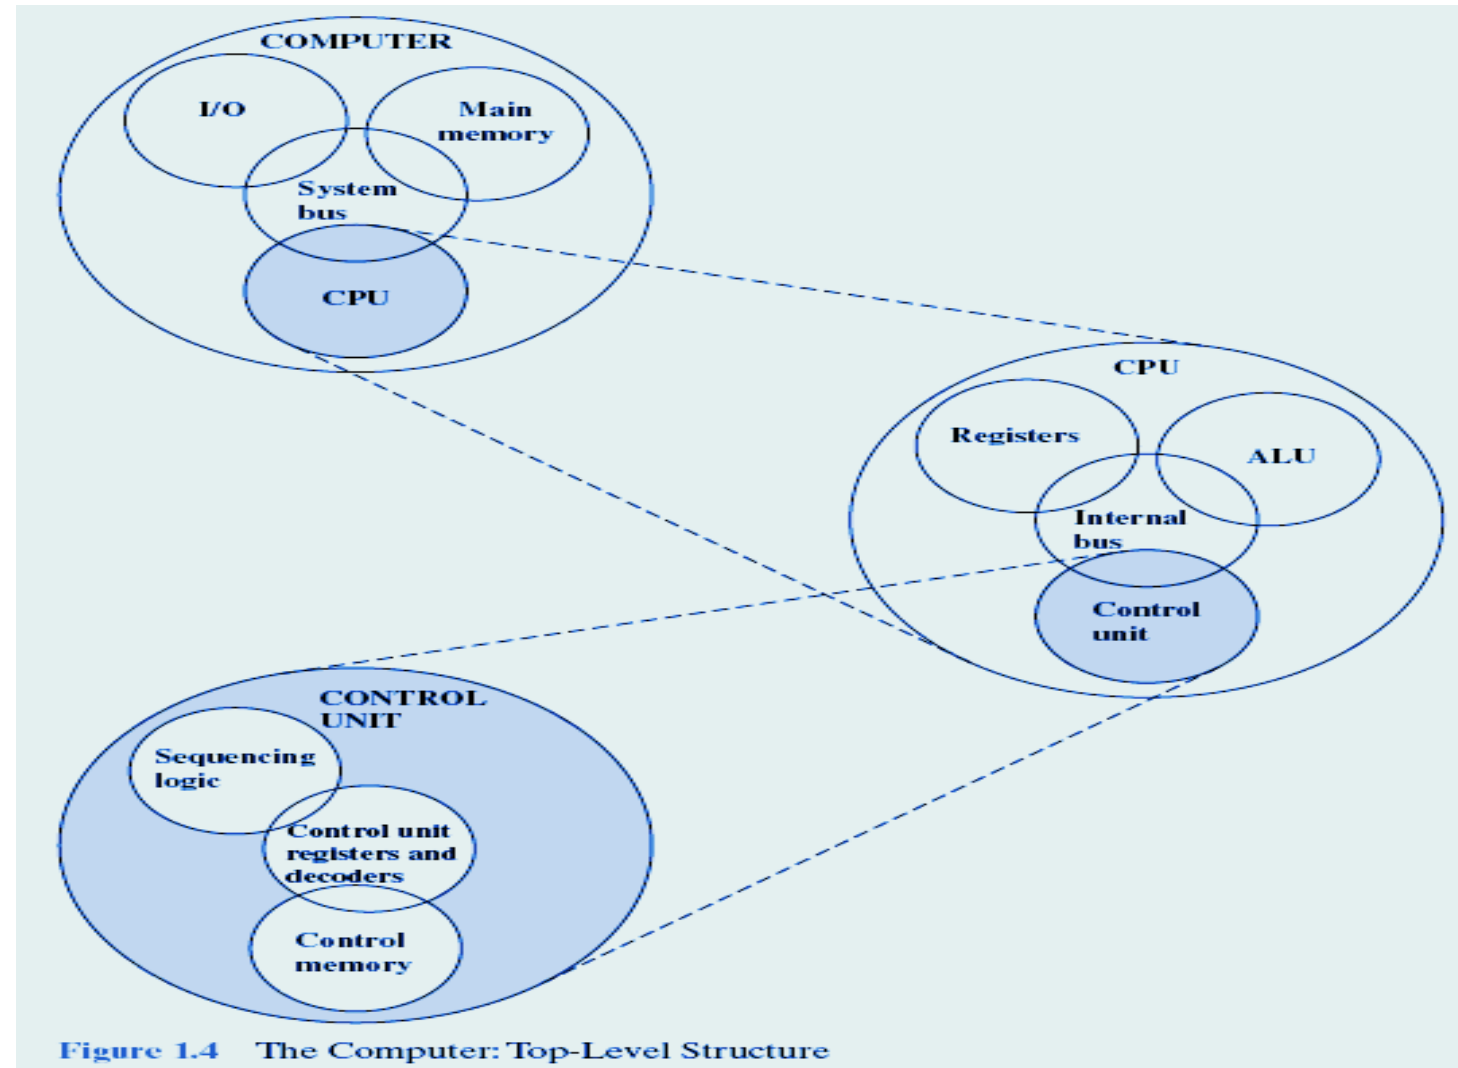 COMPUTER
I/O
Main
memory
System
bus
CPU
CPU
Registers
ALU
Internal
bus
Control
unit
CONTROL
UNIT
Sequencing
logic
Control unit
registers and
decoders
Control
memory
Figure 1.4 The Computer: Top-Level Structure